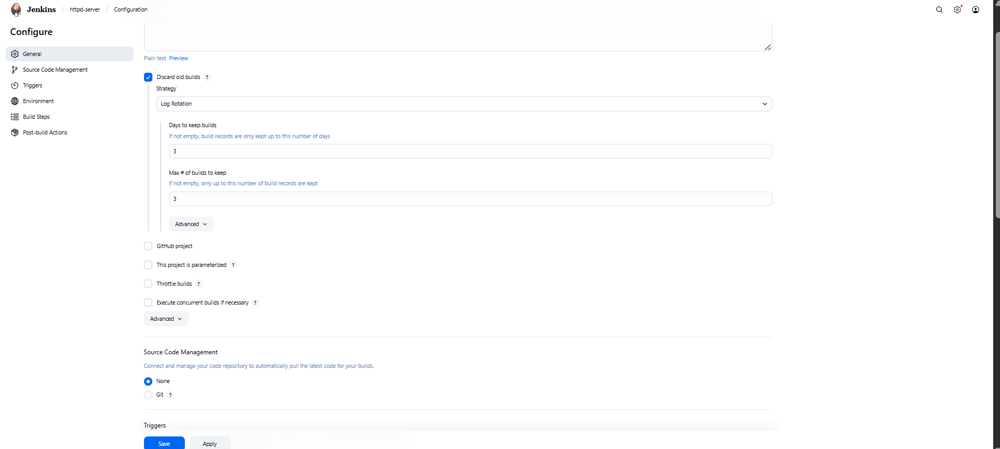 Jenkins / httpd-server / Configuration
Configure
General
Source Code Management
Triggers
Environment
Build Steps
Post-build Actions
Plain text Preview
Discard old builds ?
Strategy
Log Rotation
Days to keep builds
if not empty, build records are only kept up to this number of days
3
Max # of builds to keep
if not empty, only up to this number of build records are kept
3
Advanced
GitHub project
This project is parameterized ?
Throttle builds ?
Execute concurrent builds if necessary ?
Advanced
Source Code Management
Connect and manage your code repository to automatically pull the latest code for your builds.
None
Git ?
Triggers
Save Apply